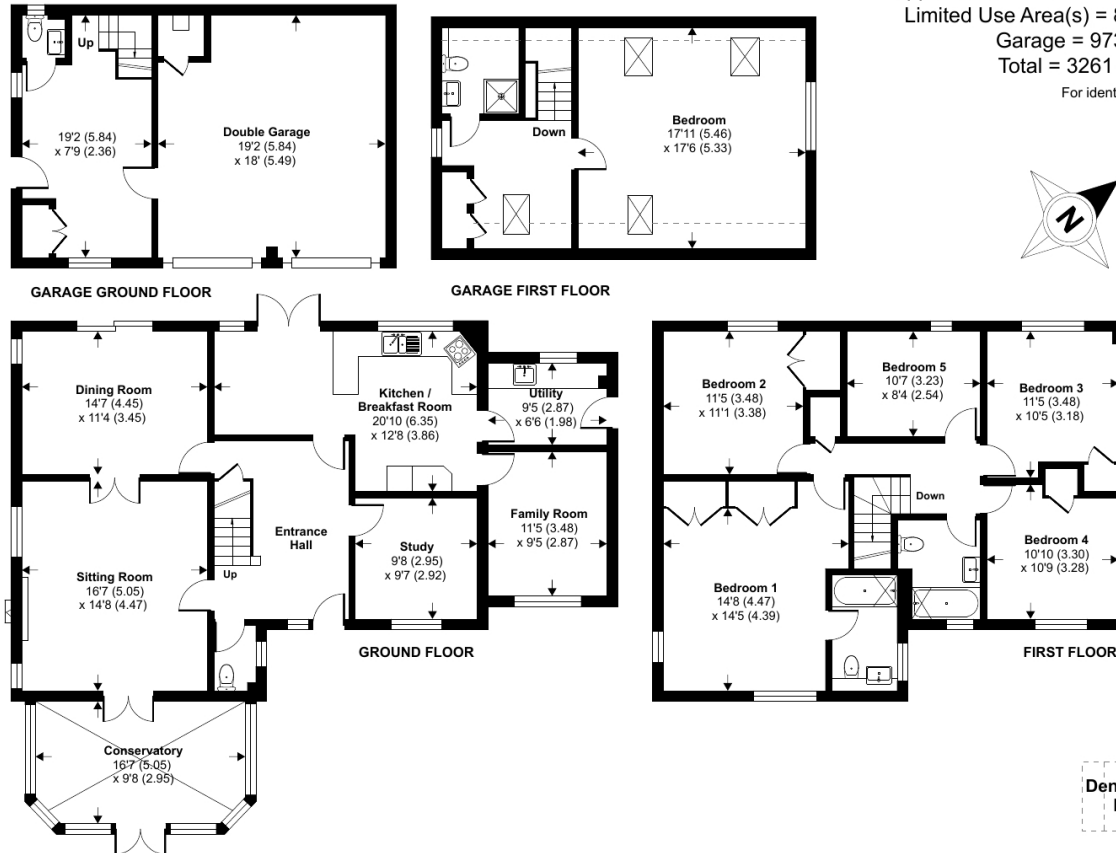 Limited Use Area(s) = 8
Garage = 973
Total = 3261
For ident
Up
19'2 (5.84)
x 7'9 (2.36)
Double Garage
19'2 (5.84)
x 18' (5.49)
GARAGE GROUND FLOOR
Down
Bedroom
17'11 (5.46)
x 17'6 (5.33)
GARAGE FIRST FLOOR
N
Dining Room
14'7 (4.45)
x 11'4 (3.45)
Kitchen /
Breakfast Room
20'10 (6.35)
x 12'8 (3.86)
Utility
9'5 (2.87)
x 6'6 (1.98)
Sitting Room
16'7 (5.05)
x 14'8 (4.47)
Up
Entrance
Hall
Study
9'8 (2.95)
x 9'7 (2.92)
Family Room
11'5 (3.48)
x 9'5 (2.87)
GROUND FLOOR
Conservatory
16'7 (5.05)
x 9'8 (2.95)
Bedroom 2
11'5 (3.48)
x 11'1 (3.38)
Bedroom 5
10'7 (3.23)
x 8'4 (2.54)
Bedroom 3
11'5 (3.48)
x 10'5 (3.18)
Down
Bedroom 1
14'8 (4.47)
x 14'5 (4.39)
Bedroom 4
10'10 (3.30)
x 10'9 (3.28)
FIRST FLOOR
Den